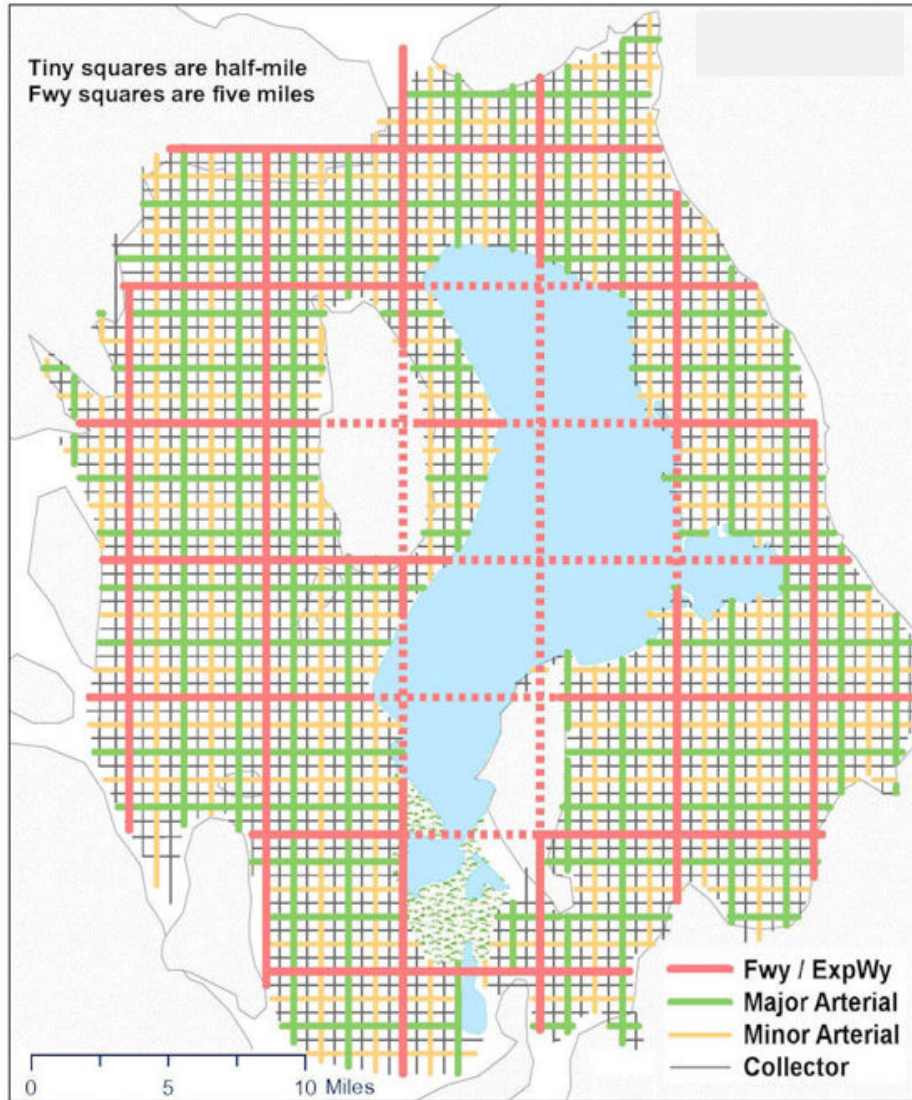 Tiny squares are half-mile
Fwy squares are five miles
Fwy / ExpWy
Major Arterial
Minor Arterial
Collector
0 5 10 Miles